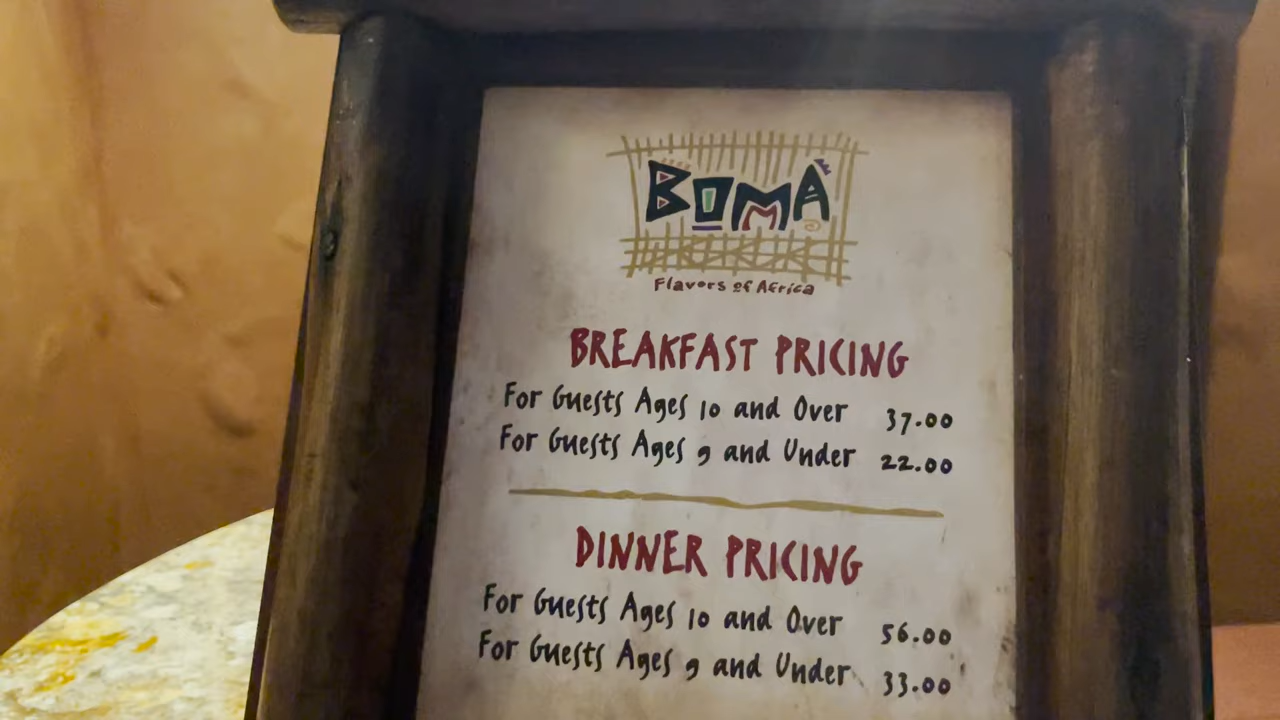 BOMA
Flavors of Africa
BREAKFAST PRICING
For Guests Ages 10 and Over 37.00
For Guests Ages 9 and Under 22.00
DINNER PRICING
For Guests Ages 10 and Over 56.00
For Guests Ages 9 and Under 33.00